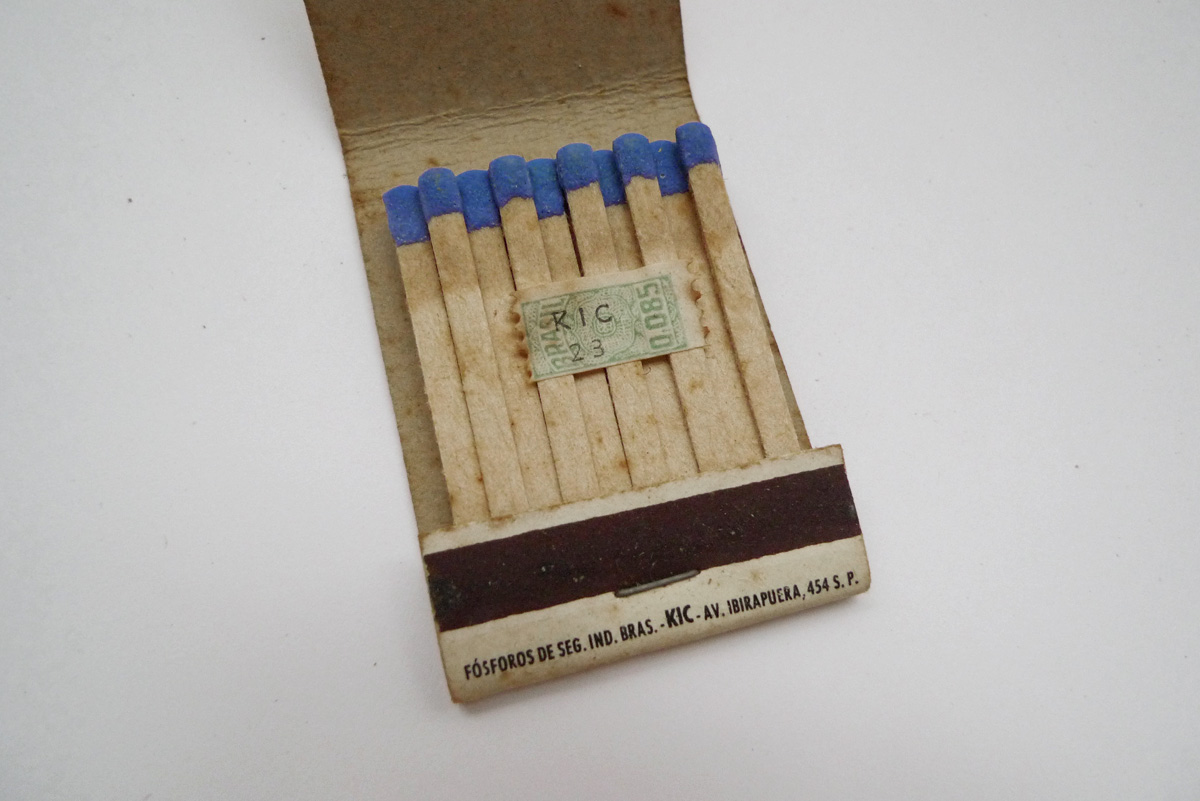 BRASIL
KIC
23
0.085
FÓSFOROS DE SEG. IND. BRAS. - KIC - AV. IBIRAPUERA, 454 S. P.